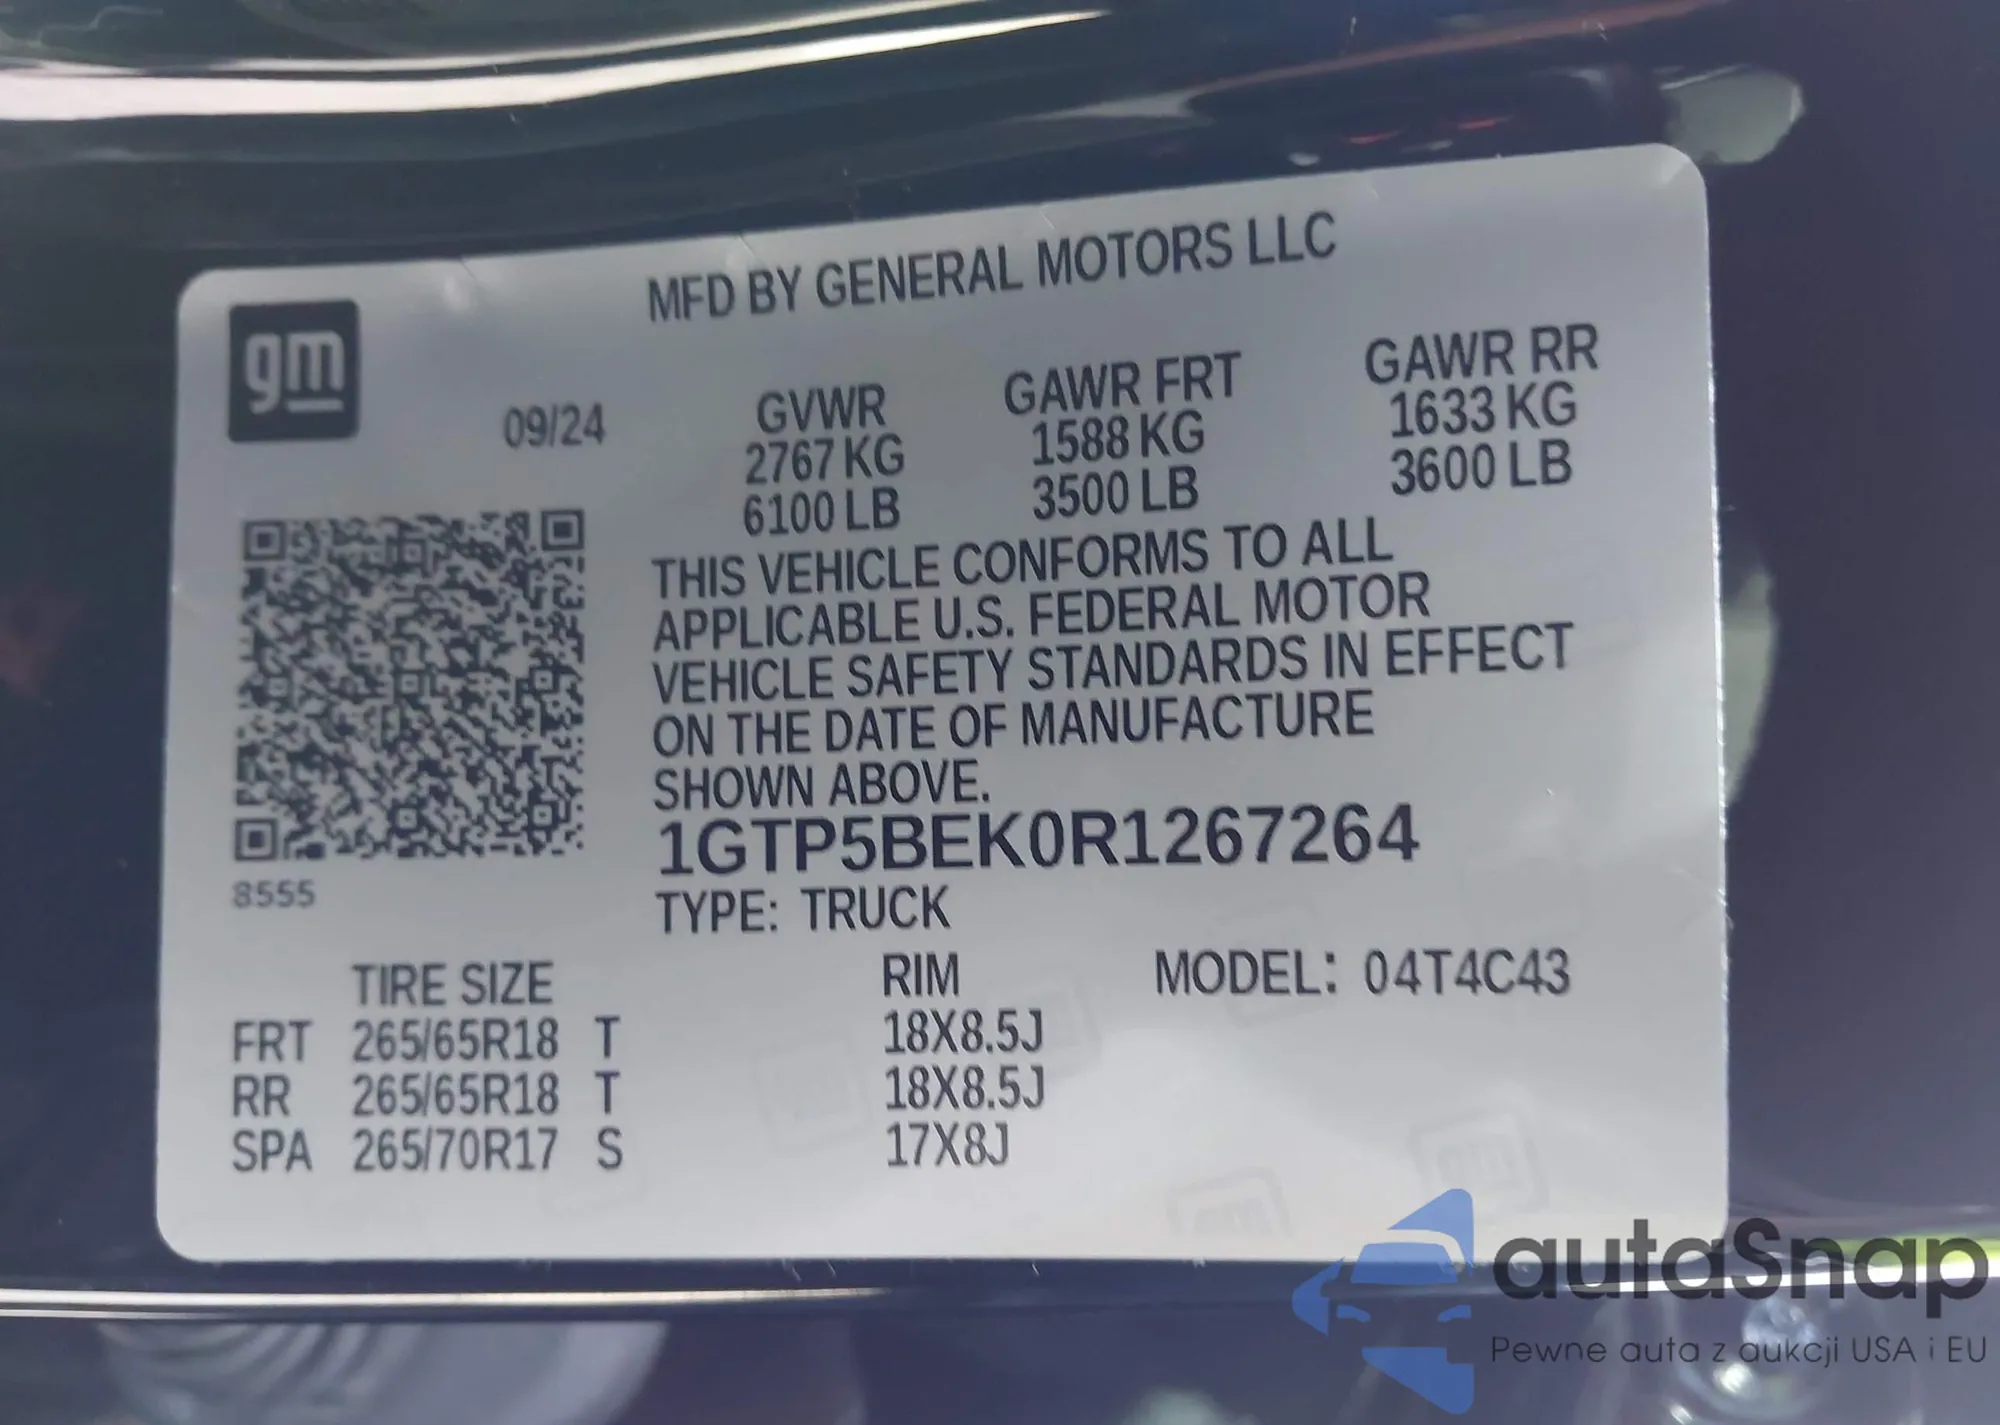 MFD BY GENERAL MOTORS LLC
gm
09/24
GVWR
2767 KG
6100 LB
GAWR FRT
1588 KG
3500 LB
GAWR RR
1633 KG
3600 LB
THIS VEHICLE CONFORMS TO ALL
APPLICABLE U.S. FEDERAL MOTOR
VEHICLE SAFETY STANDARDS IN EFFECT
ON THE DATE OF MANUFACTURE
SHOWN ABOVE.
1GTP5BEK0R1267264
8555
TYPE: TRUCK
TIRE SIZE RIM MODEL: 04T4C43
FRT 265/65R18 T 18X8.5J
RR 265/65R18 T 18X8.5J
SPA 265/70R17 S 17X8J
autaSnap
Pewne auta z aukcji USA i EU